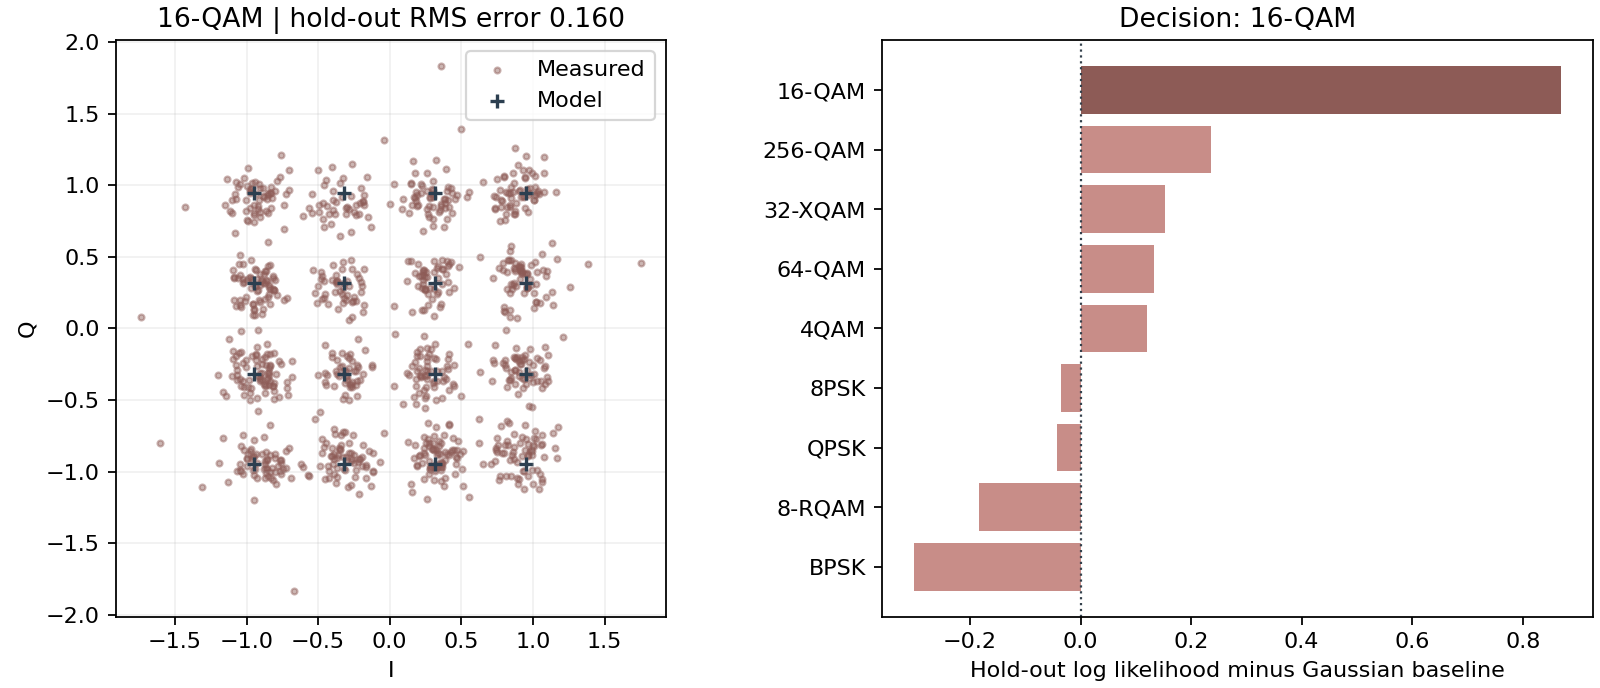 16-QAM | hold-out RMS error 0.160
Measured
Model
2.0
1.5
1.0
0.5
0.0
−0.5
−1.0
−1.5
−2.0
Q
−1.5
−1.0
−0.5
0.0
0.5
1.0
1.5
I
Decision: 16-QAM
16-QAM
256-QAM
32-XQAM
64-QAM
4QAM
8PSK
QPSK
8-RQAM
BPSK
−0.2
0.0
0.2
0.4
0.6
0.8
Hold-out log likelihood minus Gaussian baseline